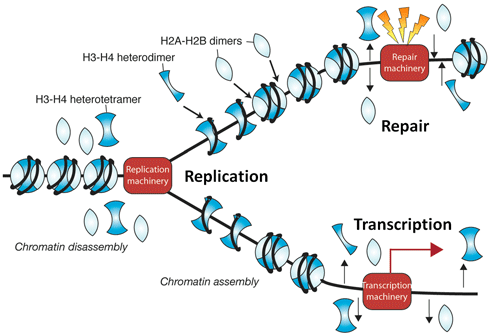 H2A-H2B dimers
H3-H4 heterodimer
H3-H4 heterotetramer
Repair
machinery
Repair
Replication
machinery
Replication
Chromatin disassembly
Chromatin assembly
Transcription
Transcription
machinery